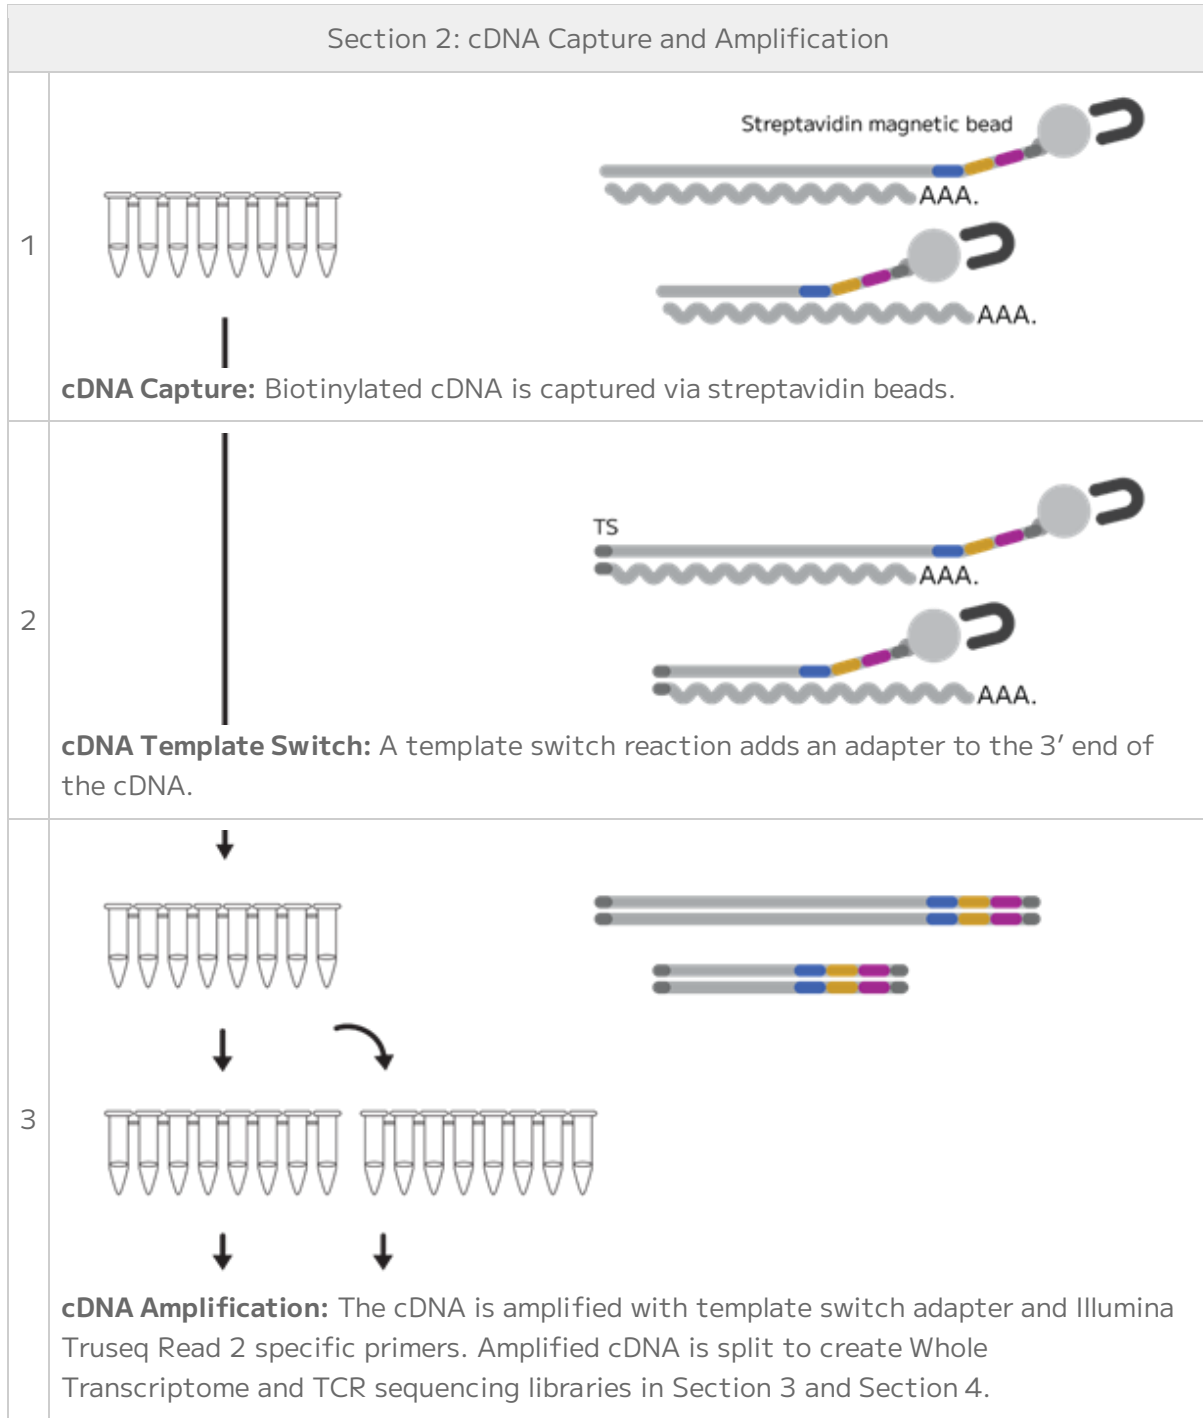 Section 2: cDNA Capture and Amplification
Streptavidin magnetic bead
AAA.
1
AAA.
cDNA Capture: Biotinylated cDNA is captured via streptavidin beads.
TS
AAA.
2
AAA.
cDNA Template Switch: A template switch reaction adds an adapter to the 3′ end of
the cDNA.
3
cDNA Amplification: The cDNA is amplified with template switch adapter and Illumina
Truseq Read 2 specific primers. Amplified cDNA is split to create Whole
Transcriptome and TCR sequencing libraries in Section 3 and Section 4.